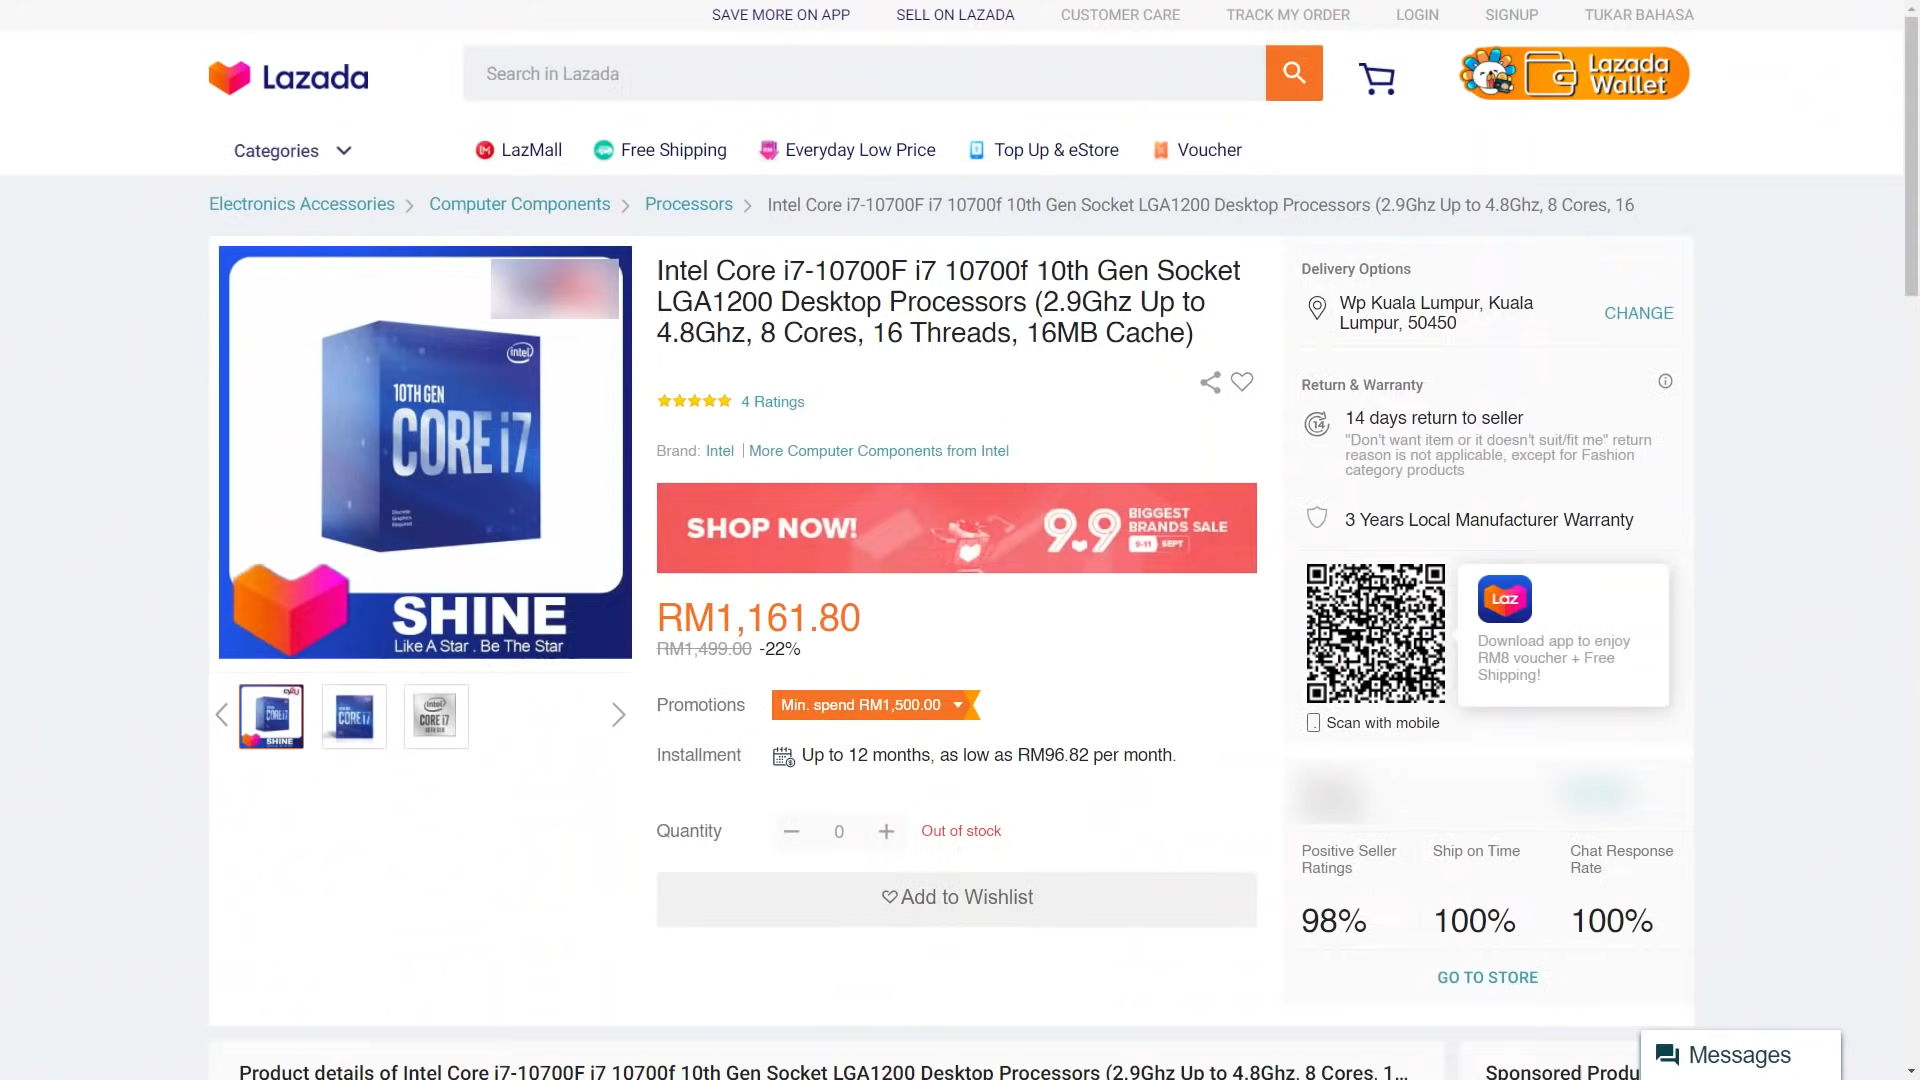 SAVE MORE ON APP
SELL ON LAZADA
CUSTOMER CARE
TRACK MY ORDER
LOGIN
SIGNUP
TUKAR BAHASA
Lazada
Search in Lazada
Lazada
Wallet
Categories
LazMall
Free Shipping
Everyday Low Price
Top Up & eStore
Voucher
Electronics Accessories
Computer Components
Processors
Intel Core i7-10700F i7 10700f 10th Gen Socket LGA1200 Desktop Processors (2.9Ghz Up to 4.8Ghz, 8 Cores, 16
intel
10TH GEN
CORE i7
Discrete
Graphics
Required
SHINE
Like A Star . Be The Star
Intel Core i7-10700F i7 10700f 10th Gen Socket
LGA1200 Desktop Processors (2.9Ghz Up to
4.8Ghz, 8 Cores, 16 Threads, 16MB Cache)
4 Ratings
Brand: Intel | More Computer Components from Intel
SHOP NOW!
9.9
BIGGEST
BRANDS SALE
9-11 SEPT
RM1,161.80
RM1,499.00 -22%
Promotions
Min. spend RM1,500.00
Installment
Up to 12 months, as low as RM96.82 per month.
Quantity
0
Out of stock
Add to Wishlist
Delivery Options
Wp Kuala Lumpur, Kuala
Lumpur, 50450
CHANGE
Return & Warranty
14
14 days return to seller
"Don't want item or it doesn't suit/fit me" return
reason is not applicable, except for Fashion
category products
3 Years Local Manufacturer Warranty
Laz
Download app to enjoy
RM8 voucher + Free
Shipping!
Scan with mobile
Positive Seller
Ratings
Ship on Time
Chat Response
Rate
98%
100%
100%
GO TO STORE
Messages
Product details of Intel Core i7-10700F i7 10700f 10th Gen Socket LGA1200 Desktop Processors (2.9Ghz Up to 4.8Ghz, 8 Cores, 1...
Sponsored Produ